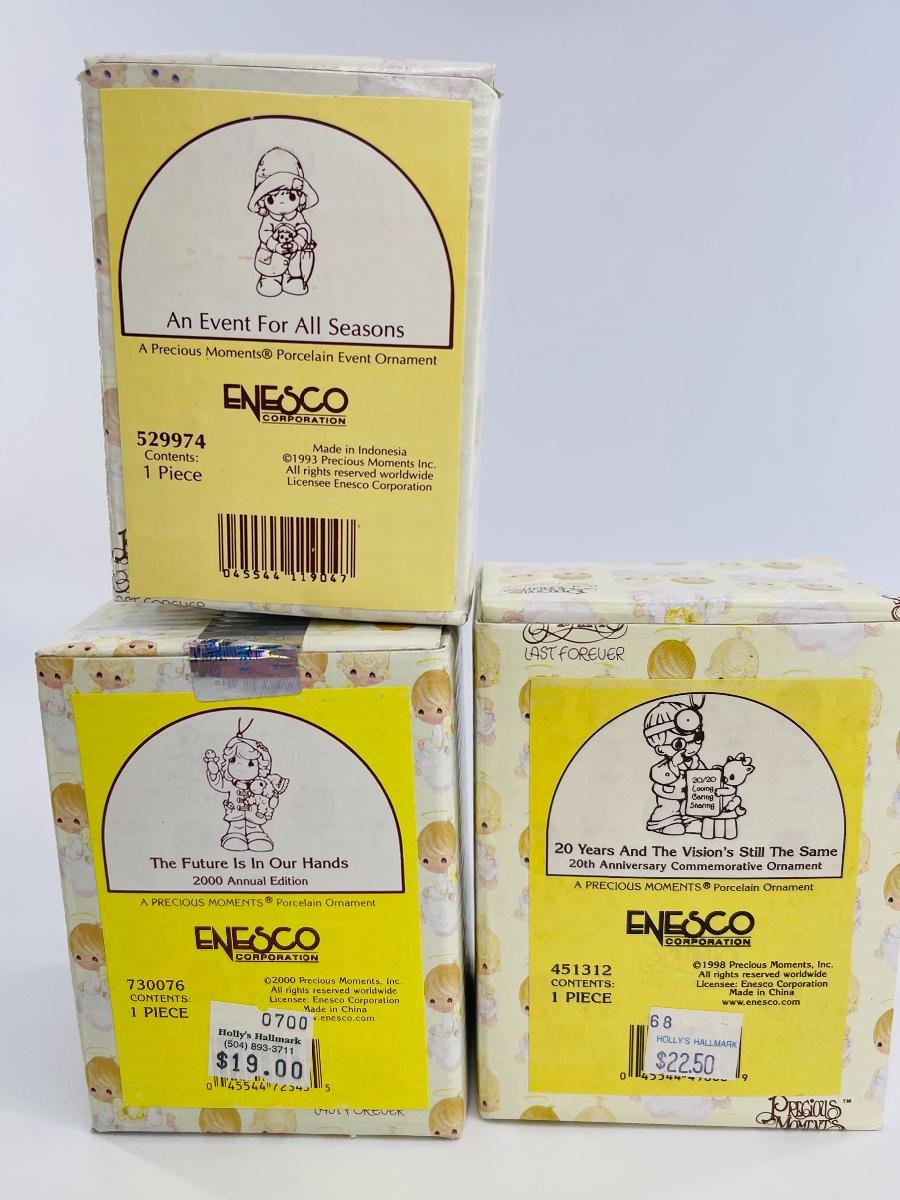 An Event For All Seasons
A Precious Moments® Porcelain Event Ornament
ENESCO
CORPORATION
529974
Contents:
1 Piece
Made in Indonesia
©1993 Precious Moments Inc.
All rights reserved worldwide
Licensee Enesco Corporation
045544 119047
LAST FOREVER
The Future Is In Our Hands
2000 Annual Edition
A PRECIOUS MOMENTS® Porcelain Ornament
ENESCO
CORPORATION
730076
CONTENTS:
1 PIECE
©2000 Precious Moments, Inc.
All rights reserved worldwide
Licensee: Enesco Corporation
Made in China
enesco.com
0700
Holly's Hallmark
(504) 893-3711
$19.00
LAST FOREVER
LAST FOREVER
20/20
Loving
Caring
Sharing
20 Years And The Vision's Still The Same
20th Anniversary Commemorative Ornament
A PRECIOUS MOMENTS® Porcelain Ornament
ENESCO
CORPORATION
451312
CONTENTS:
1 PIECE
©1998 Precious Moments, Inc.
All rights reserved worldwide
Licensee: Enesco Corporation
Made in China
www.enesco.com
68
HOLLY'S HALLMARK
$22.50
PRECIOUS
MOMENTS™